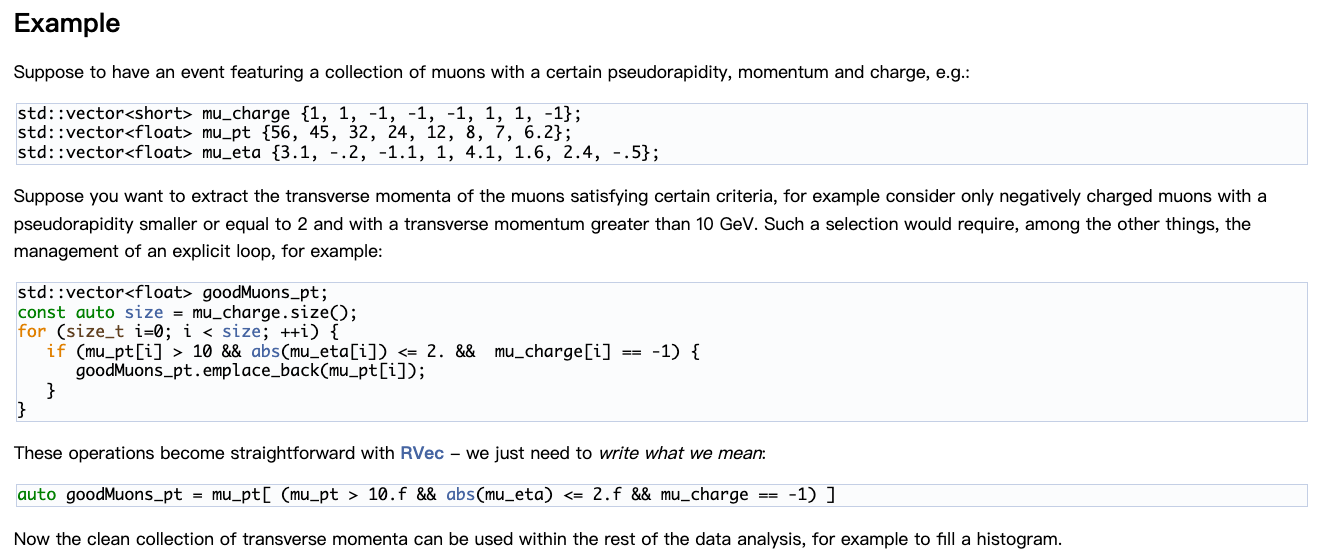 Example
Suppose to have an event featuring a collection of muons with a certain pseudorapidity, momentum and charge, e.g.:
std::vector<short> mu_charge {1, 1, -1, -1, -1, 1, 1, -1};
std::vector<float> mu_pt {56, 45, 32, 24, 12, 8, 7, 6.2};
std::vector<float> mu_eta {3.1, -.2, -1.1, 1, 4.1, 1.6, 2.4, -.5};
Suppose you want to extract the transverse momenta of the muons satisfying certain criteria, for example consider only negatively charged muons with a
pseudorapidity smaller or equal to 2 and with a transverse momentum greater than 10 GeV. Such a selection would require, among the other things, the
management of an explicit loop, for example:
std::vector<float> goodMuons_pt;
const auto size = mu_charge.size();
for (size_t i=0; i < size; ++i) {
   if (mu_pt[i] > 10 && abs(mu_eta[i]) <= 2. &&  mu_charge[i] == -1) {
      goodMuons_pt.emplace_back(mu_pt[i]);
   }
}
These operations become straightforward with RVec – we just need to write what we mean:
auto goodMuons_pt = mu_pt[ (mu_pt > 10.f && abs(mu_eta) <= 2.f && mu_charge == -1) ]
Now the clean collection of transverse momenta can be used within the rest of the data analysis, for example to fill a histogram.